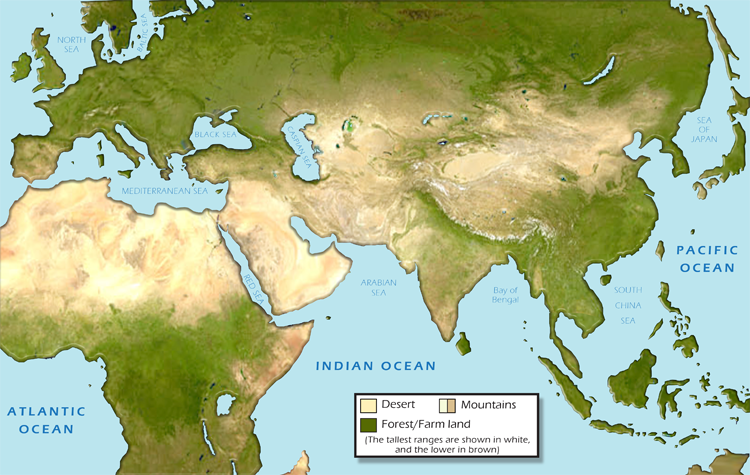 NORTH
SEA
BALTIC SEA
BLACK SEA
CASPIAN SEA
SEA
OF
JAPAN
MEDITERRANEAN SEA
PACIFIC
OCEAN
RED SEA
ARABIAN
SEA
Bay of
Bengal
SOUTH
CHINA
SEA
INDIAN OCEAN
ATLANTIC
OCEAN
Desert
Mountains
Forest/Farm land
(The tallest ranges are shown in white,
and the lower in brown)